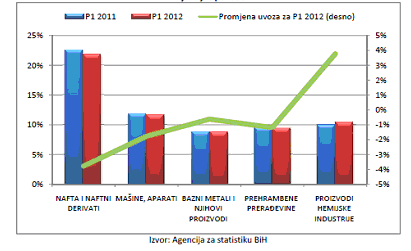 P1 2011 P1 2012 Promjena uvoza za P1 2012 (desno)
25% 5%
4%
20% 3%
2%
15% 1%
0%
10% -1%
-2%
5% -3%
-4%
0% -5%
NAFTA I NAFTNI MAŠINE, APARATI BAZNI METALI I PREHRAMBENE PROIZVODI
DERIVATI NJIHOVI PRERAĐEVINE HEMIJSKE
PROIZVODI INDUSTRIJE
Izvor: Agencija za statistiku BiH